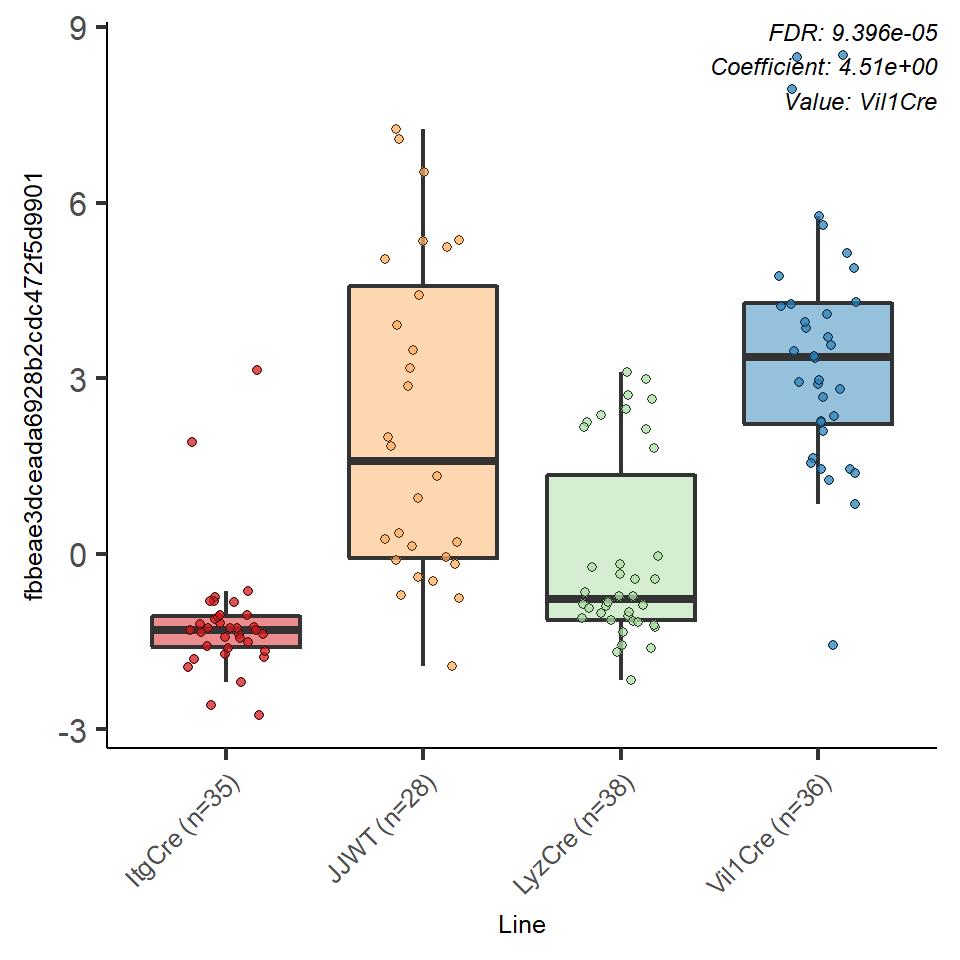 FDR: 9.396e-05
Coefficient: 4.51e+00
Value: Vil1Cre
9
6
3
0
-3
fbbeae3dceada6928b2cdc472f5d9901
ItgCre (n=35)
JJWT (n=28)
LyzCre (n=38)
Vil1Cre (n=36)
Line